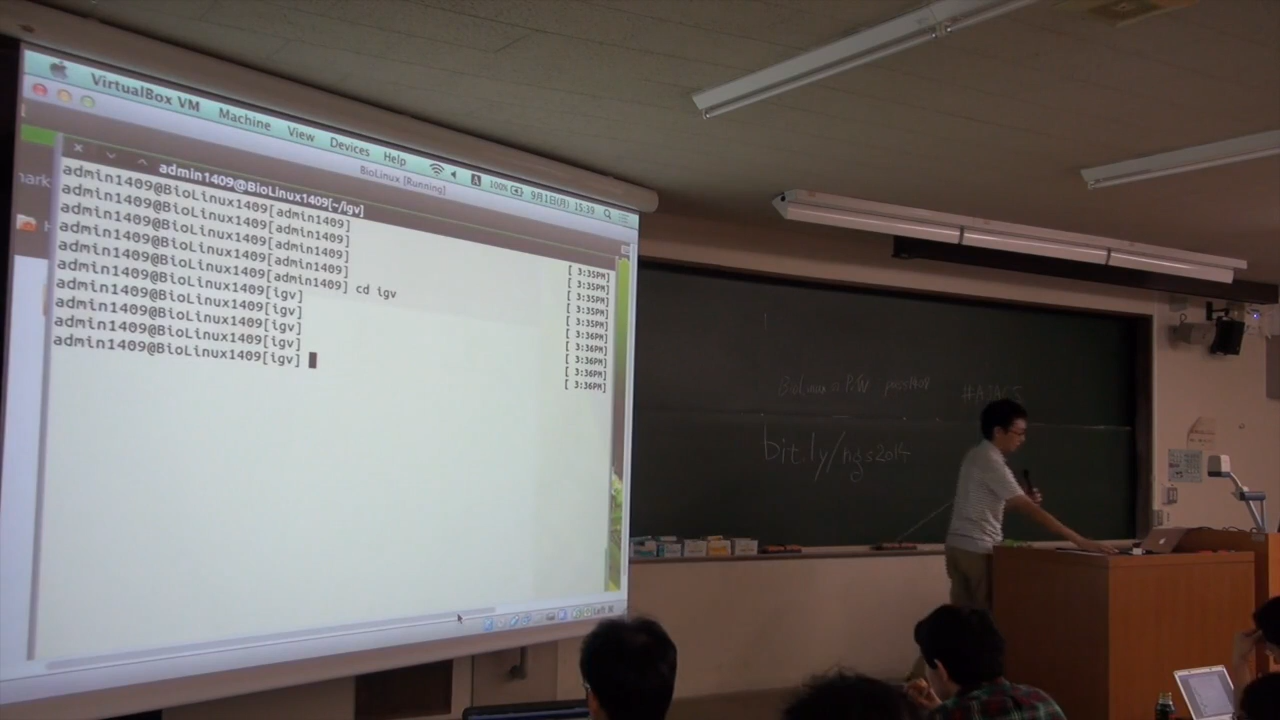 VirtualBox VM Machine View Devices Help 100% 9月1日(月) 15:39
BioLinux [Running]
admin1409@BioLinux1409[~/igv]
admin1409@BioLinux1409[admin1409] [ 3:35PM]
admin1409@BioLinux1409[admin1409] [ 3:35PM]
admin1409@BioLinux1409[admin1409] [ 3:35PM]
admin1409@BioLinux1409[admin1409] [ 3:35PM]
admin1409@BioLinux1409[admin1409] cd igv [ 3:35PM]
admin1409@BioLinux1409[igv] [ 3:36PM]
admin1409@BioLinux1409[igv] [ 3:36PM]
admin1409@BioLinux1409[igv] [ 3:36PM]
admin1409@BioLinux1409[igv] [ 3:36PM]
admin1409@BioLinux1409[igv] [ 3:36PM]
Left ⌘
BioLinux
bit.ly/ngs2014